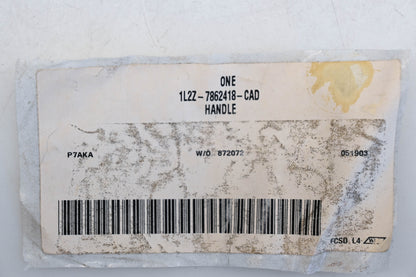 ONE
1L2Z-7862418-CAD
HANDLE
P7AKA W/O 872072 051903
FCSD L4